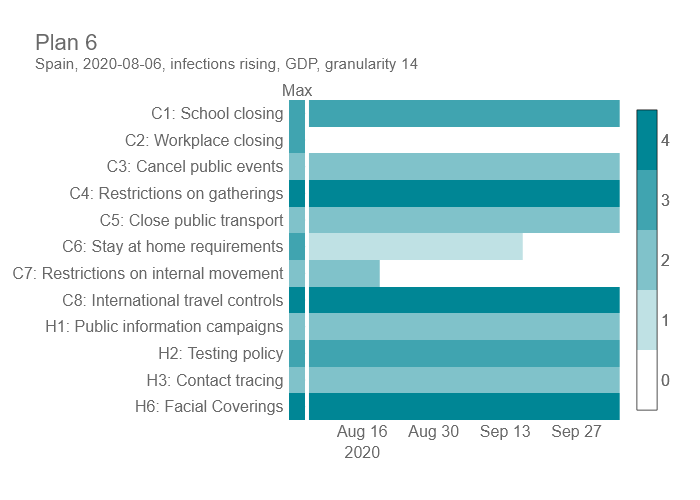 Plan 6
Spain, 2020-08-06, infections rising, GDP, granularity 14
Max
C1: School closing
C2: Workplace closing
C3: Cancel public events
C4: Restrictions on gatherings
C5: Close public transport
C6: Stay at home requirements
C7: Restrictions on internal movement
C8: International travel controls
H1: Public information campaigns
H2: Testing policy
H3: Contact tracing
H6: Facial Coverings
4
3
2
1
0
Aug 16 Aug 30 Sep 13 Sep 27
2020